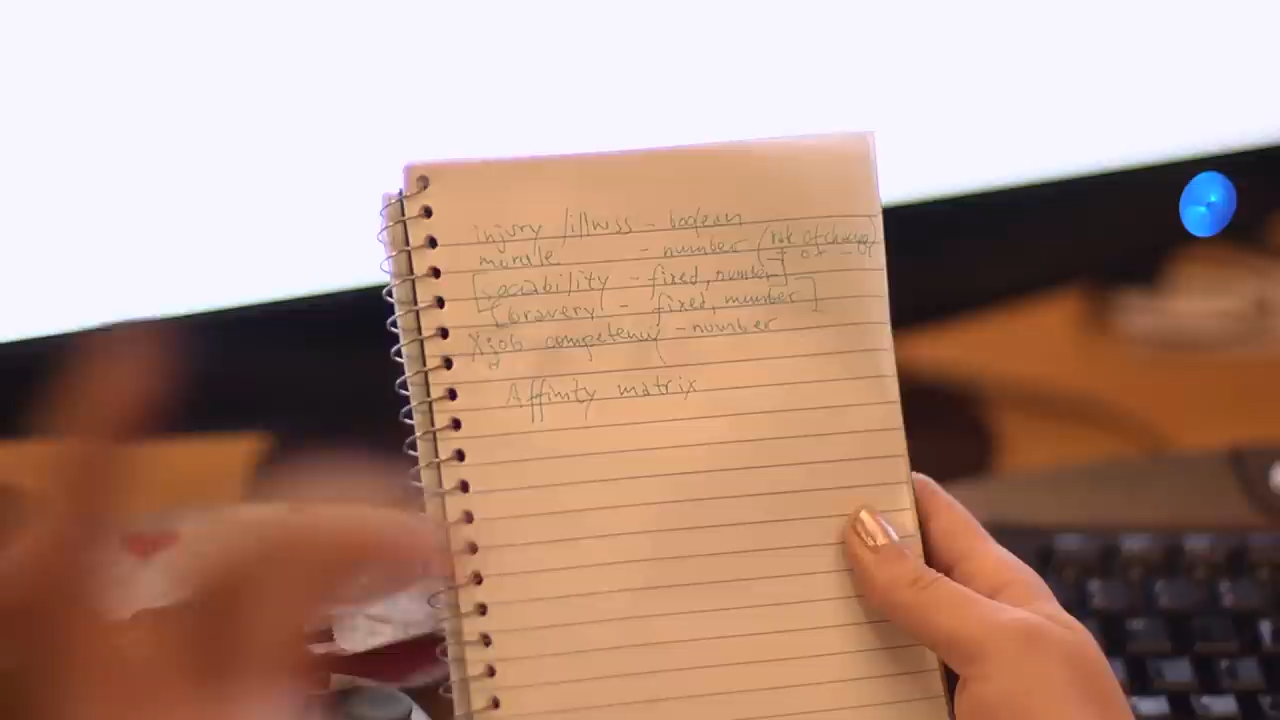 injury /illness - boolean
morale - number (rate of change)
+ or -
[sociability - fixed, number]
[bravery - fixed, number]
X job competency - number
Affinity matrix